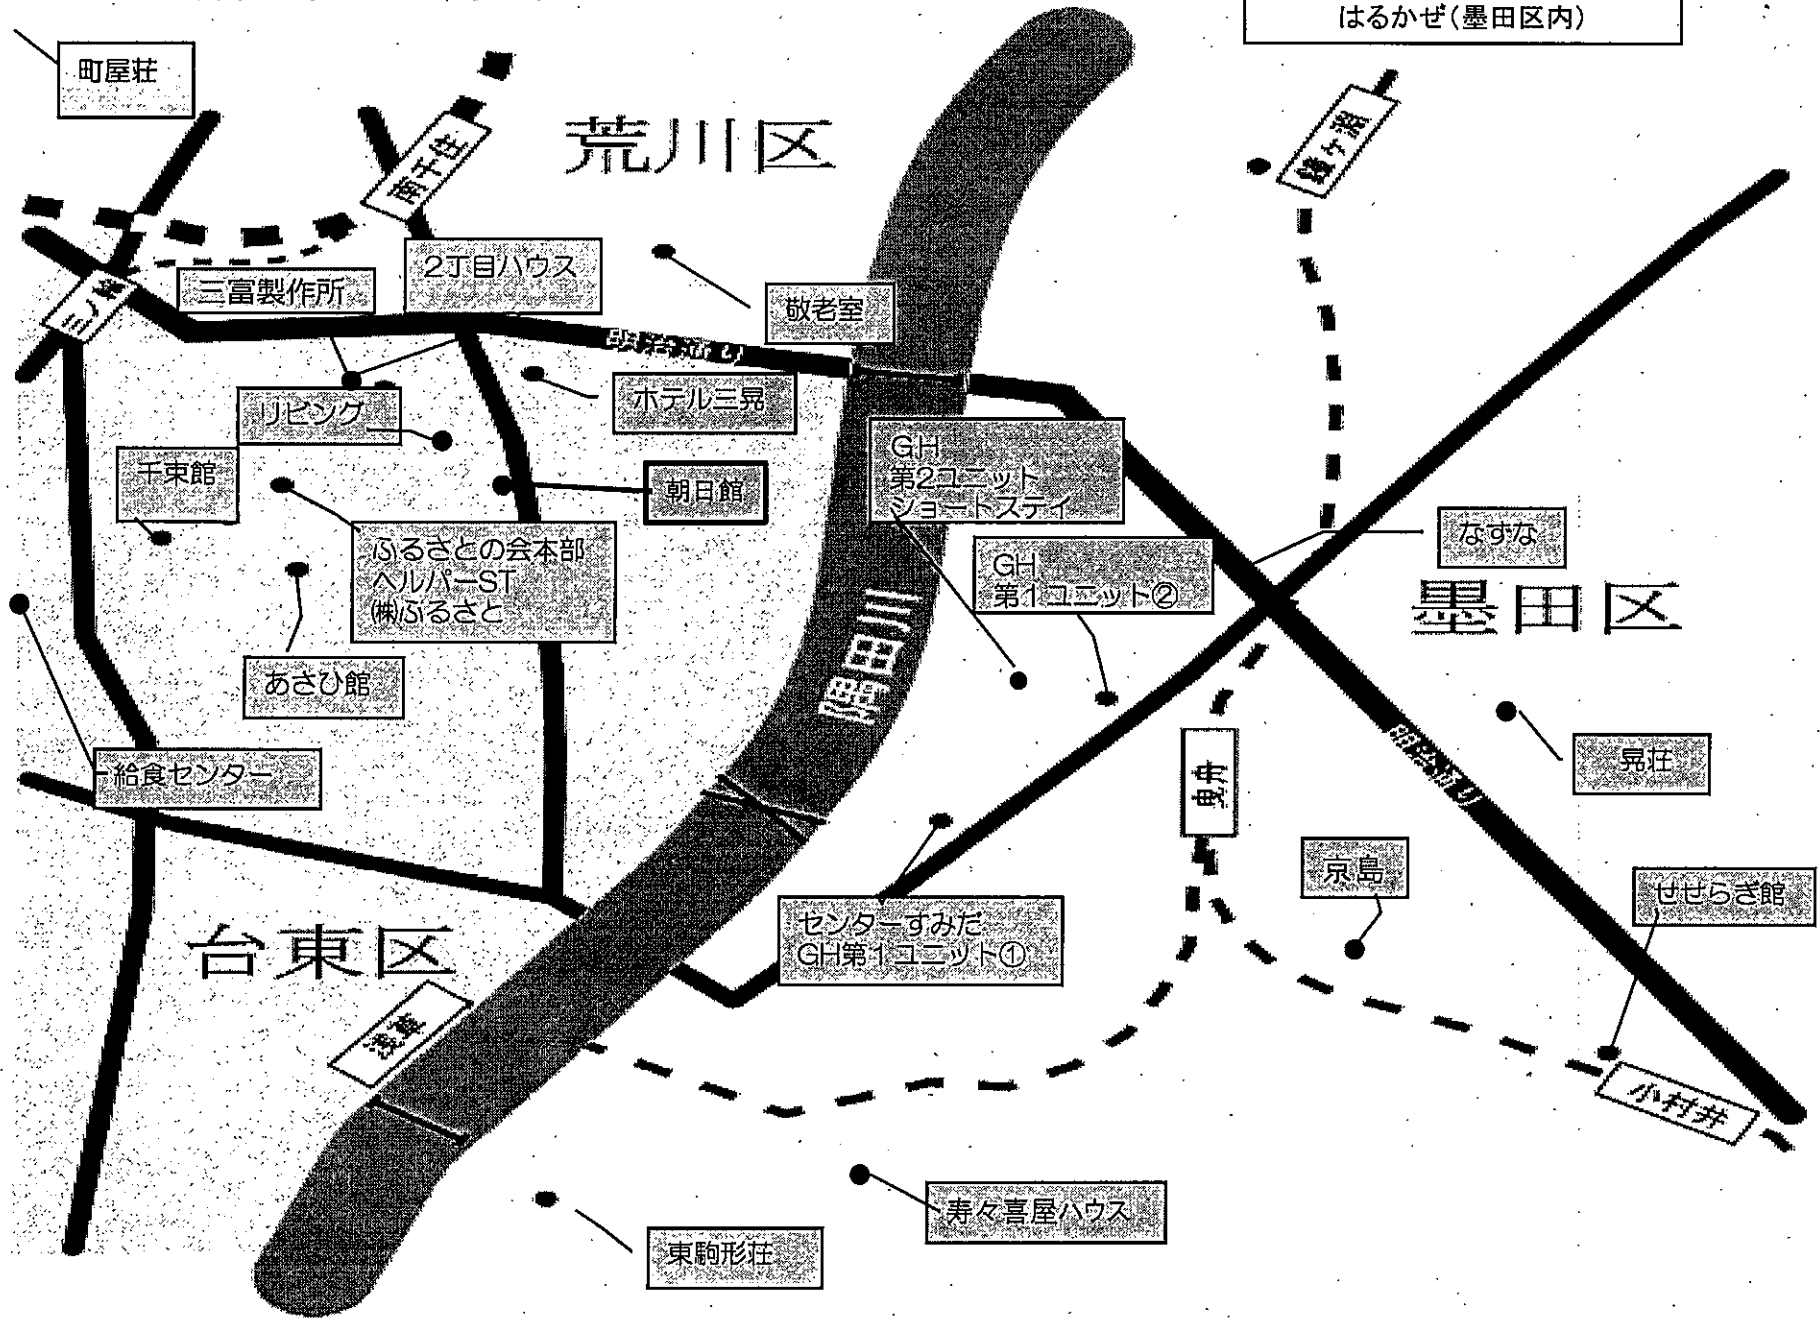 はるかぜ(墨田区内)
町屋荘
荒川区
南千住
鐘ヶ淵
2丁目ハウス
三富製作所
三ノ輪
敬老室
明治通り
リビング
ホテル三晃
千束館
朝日館
GH
第2ユニット
ショートステイ
ふるさとの会本部
ヘルパーST
㈱ふるさと
GH
第1ユニット②
なずな
墨田区
隅田川
あさひ館
給食センター
曳舟
明治通り
晃荘
京島
せせらぎ館
センターすみだ
GH第1ユニット①
台東区
浅草
小村井
寿々喜屋ハウス
東駒形荘